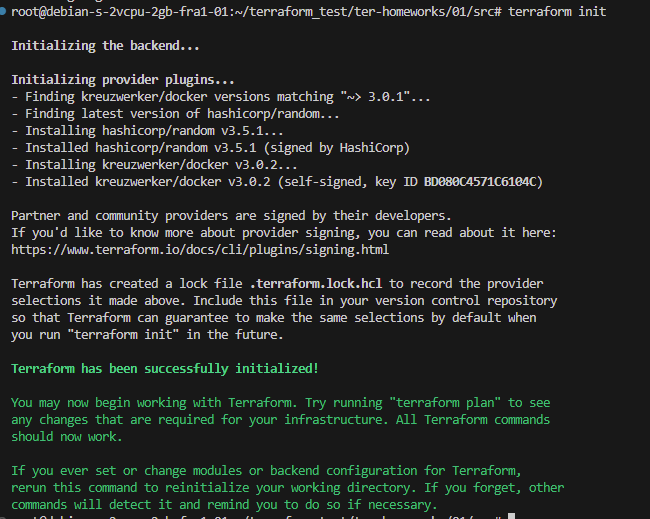 root@debian-s-2vcpu-2gb-fra1-01:~/terraform_test/ter-homeworks/01/src# terraform init
Initializing the backend...
Initializing provider plugins...
- Finding kreuzwerker/docker versions matching "~> 3.0.1"...
- Finding latest version of hashicorp/random...
- Installing hashicorp/random v3.5.1...
- Installed hashicorp/random v3.5.1 (signed by HashiCorp)
- Installing kreuzwerker/docker v3.0.2...
- Installed kreuzwerker/docker v3.0.2 (self-signed, key ID BD080C4571C6104C)
Partner and community providers are signed by their developers.
If you'd like to know more about provider signing, you can read about it here:
https://www.terraform.io/docs/cli/plugins/signing.html
Terraform has created a lock file .terraform.lock.hcl to record the provider
selections it made above. Include this file in your version control repository
so that Terraform can guarantee to make the same selections by default when
you run "terraform init" in the future.
Terraform has been successfully initialized!
You may now begin working with Terraform. Try running "terraform plan" to see
any changes that are required for your infrastructure. All Terraform commands
should now work.
If you ever set or change modules or backend configuration for Terraform,
rerun this command to reinitialize your working directory. If you forget, other
commands will detect it and remind you to do so if necessary.
root@debian-s-2vcpu-2gb-fra1-01:~/terraform_test/ter-homeworks/01/src#